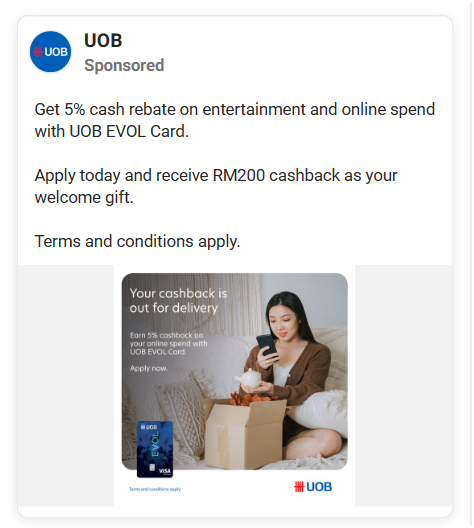 UOB
UOB
Sponsored
Get 5% cash rebate on entertainment and online spend
with UOB EVOL Card.
Apply today and receive RM200 cashback as your
welcome gift.
Terms and conditions apply.
Your cashback is
out for delivery
Earn 5% cashback on
your online spend with
UOB EVOL Card.
Apply now.
UOB
EVOL
VISA
Terms and conditions apply.
UOB